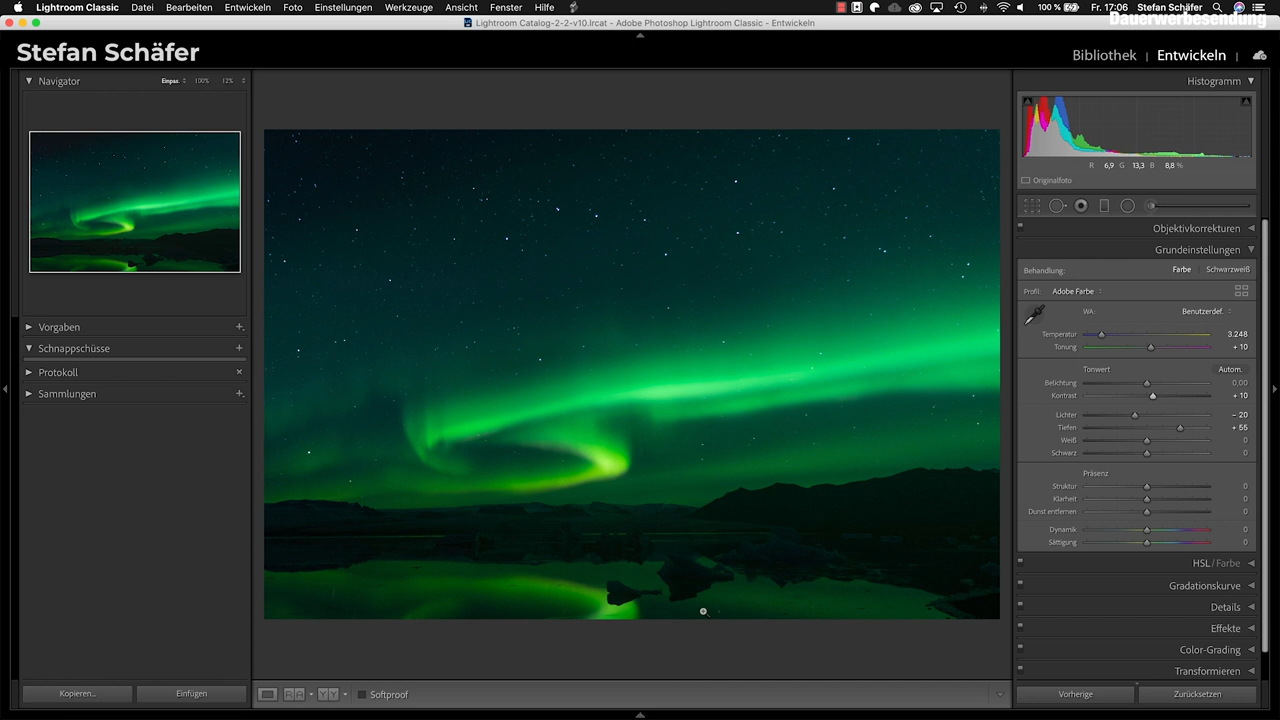 Lightroom Classic Datei Bearbeiten Entwickeln Foto Einstellungen Werkzeuge Ansicht Fenster Hilfe 100 % Fr. 17:06 Stefan Schäfer
Dauerwerbesendung
Lightroom Catalog-2-2-v10.lrcat - Adobe Photoshop Lightroom Classic - Entwickeln
Stefan Schäfer
Bibliothek | Entwickeln |
Navigator Einpas. 100% 12%
Histogramm
R 6,9 G 13,3 B 8,8 %
Originalfoto
Objektivkorrekturen
Grundeinstellungen
Behandlung: Farbe | Schwarzweiß
Profil: Adobe Farbe
WA: Benutzerdef.
Temperatur 3.248
Tonung + 10
Tonwert Autom.
Belichtung 0,00
Kontrast + 10
Lichter − 20
Tiefen + 55
Weiß 0
Schwarz 0
Präsenz
Struktur 0
Klarheit 0
Dunst entfernen 0
Dynamik 0
Sättigung 0
HSL / Farbe
Gradationskurve
Details
Effekte
Color-Grading
Transformieren
Vorgaben
Schnappschüsse
Protokoll
Sammlungen
Kopieren... Einfügen
Softproof
Vorherige Zurücksetzen